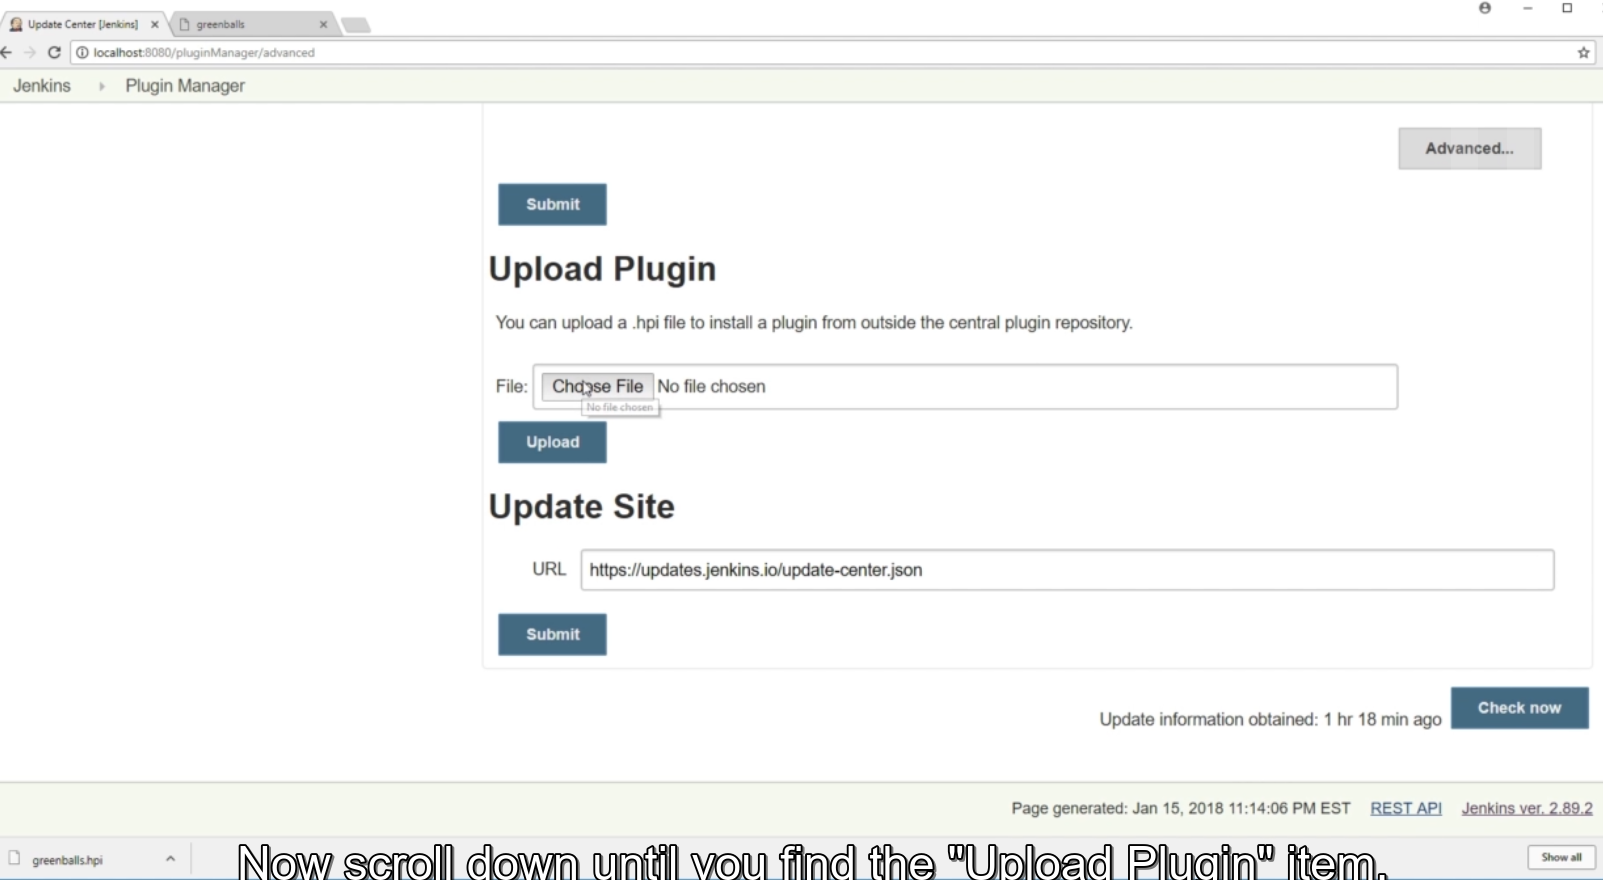 Update Center [Jenkins]
greenballs
localhost:8080/pluginManager/advanced
Jenkins
Plugin Manager
Advanced...
Submit
Upload Plugin
You can upload a .hpi file to install a plugin from outside the central plugin repository.
File: Choose File No file chosen
No file chosen
Upload
Update Site
URL https://updates.jenkins.io/update-center.json
Submit
Update information obtained: 1 hr 18 min ago
Check now
Page generated: Jan 15, 2018 11:14:06 PM EST REST API Jenkins ver. 2.89.2
greenballs.hpi
Show all
Now scroll down until you find the "Upload Plugin" item.